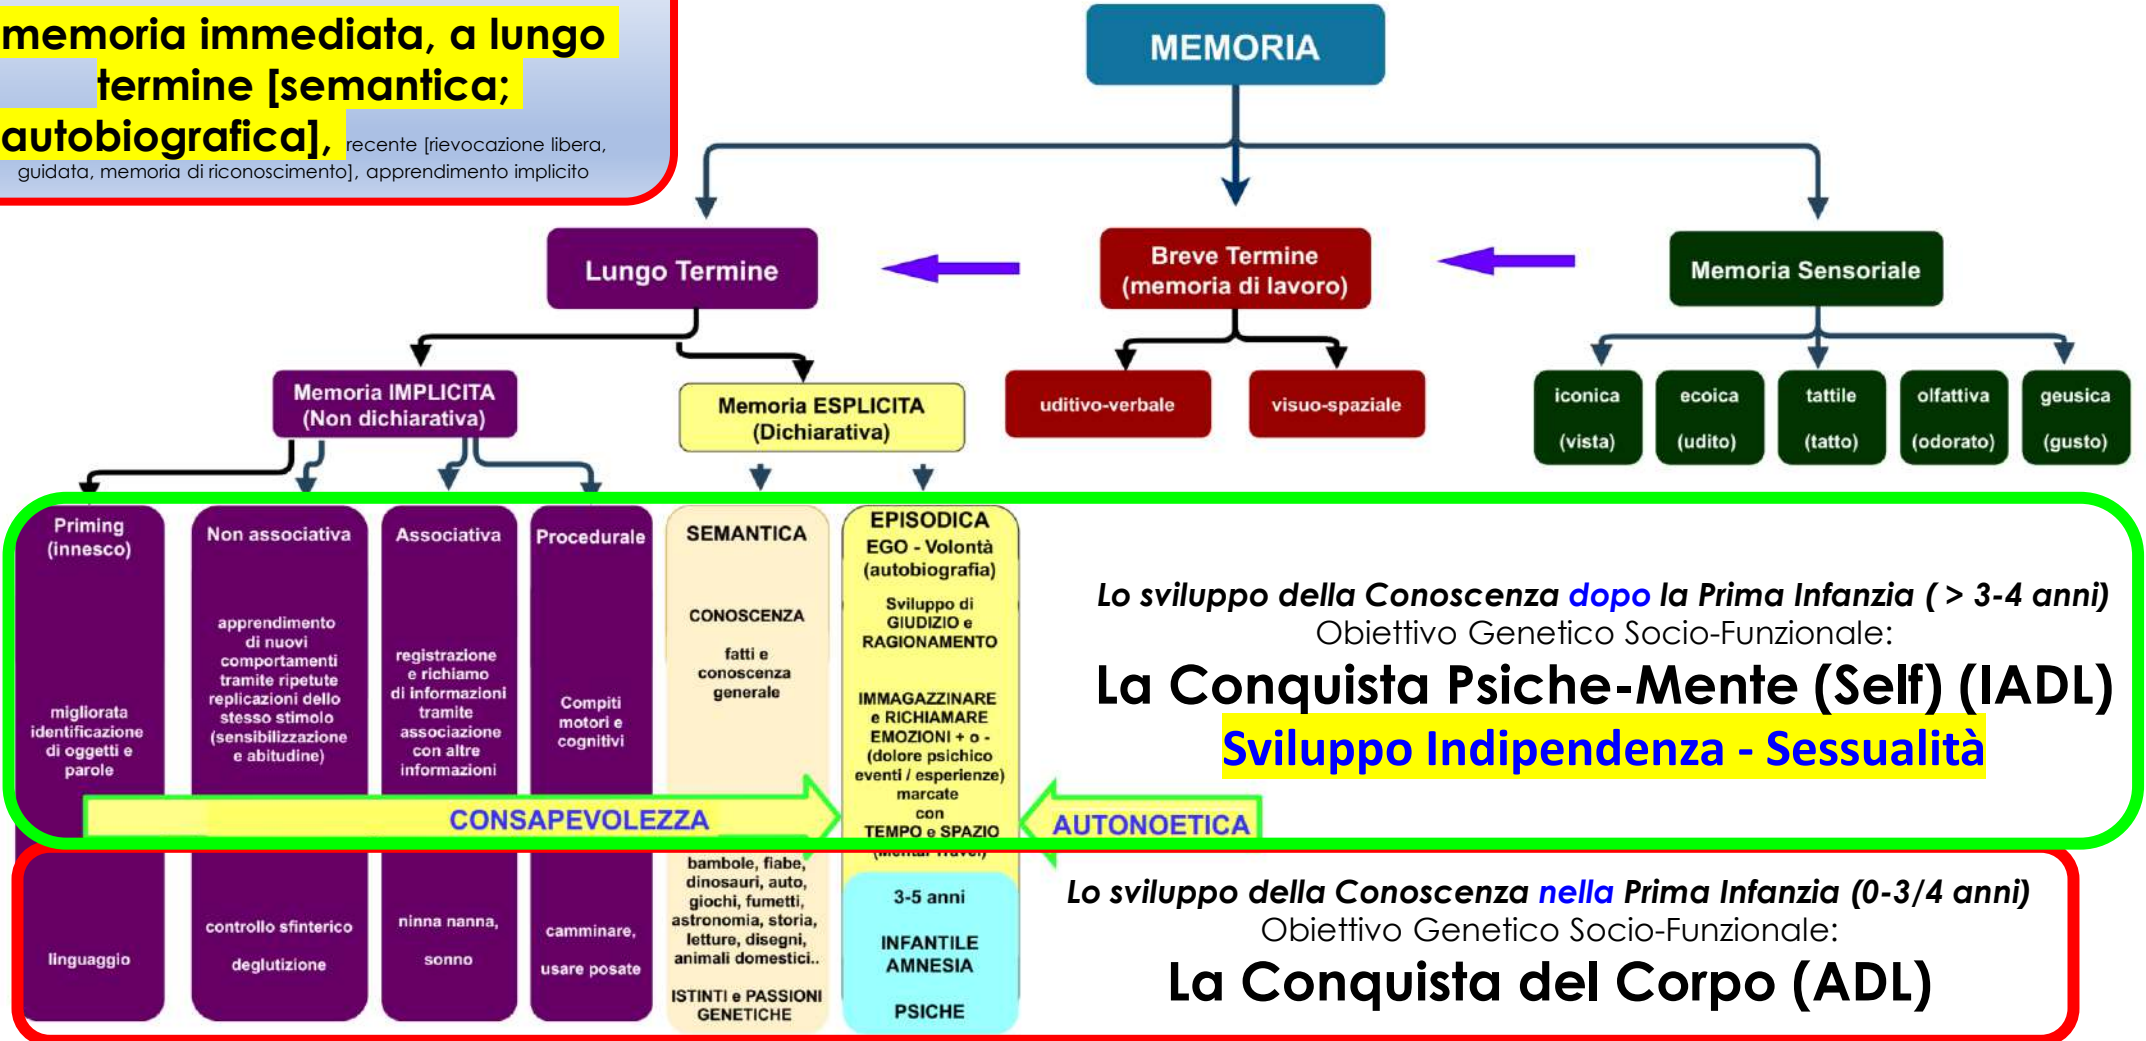 memoria immediata, a lungo
termine [semantica;
autobiografica], recente [rievocazione libera,
guidata, memoria di riconoscimento], apprendimento implicito
MEMORIA
Lungo Termine
Breve Termine
(memoria di lavoro)
Memoria Sensoriale
Memoria IMPLICITA
(Non dichiarativa)
Memoria ESPLICITA
(Dichiarativa)
uditivo-verbale
visuo-spaziale
iconica
(vista)
ecoica
(udito)
tattile
(tatto)
olfattiva
(odorato)
geusica
(gusto)
Priming
(innesco)
migliorata
identificazione
di oggetti e
parole
linguaggio
Non associativa
apprendimento
di nuovi
comportamenti
tramite ripetute
replicazioni dello
stesso stimolo
(sensibilizzazione
e abitudine)
controllo sfinterico
deglutizione
Associativa
registrazione
e richiamo
di informazioni
tramite
associazione
con altre
informazioni
ninna nanna,
sonno
Procedurale
Compiti
motori e
cognitivi
camminare,
usare posate
SEMANTICA
CONOSCENZA
fatti e
conoscenza
generale
bambole, fiabe,
dinosauri, auto,
giochi, fumetti,
astronomia, storia,
letture, disegni,
animali domestici..
ISTINTI e PASSIONI
GENETICHE
EPISODICA
EGO - Volontà
(autobiografia)
Sviluppo di
GIUDIZIO e
RAGIONAMENTO
IMMAGAZZINARE
e RICHIAMARE
EMOZIONI + o -
(dolore psichico
eventi / esperienze)
marcate
con
TEMPO e SPAZIO
(Mental Travel)
3-5 anni
INFANTILE
AMNESIA
PSICHE
CONSAPEVOLEZZA
AUTONOETICA
Lo sviluppo della Conoscenza dopo la Prima Infanzia ( > 3-4 anni)
Obiettivo Genetico Socio-Funzionale:
La Conquista Psiche-Mente (Self) (IADL)
Sviluppo Indipendenza - Sessualità
Lo sviluppo della Conoscenza nella Prima Infanzia (0-3/4 anni)
Obiettivo Genetico Socio-Funzionale:
La Conquista del Corpo (ADL)